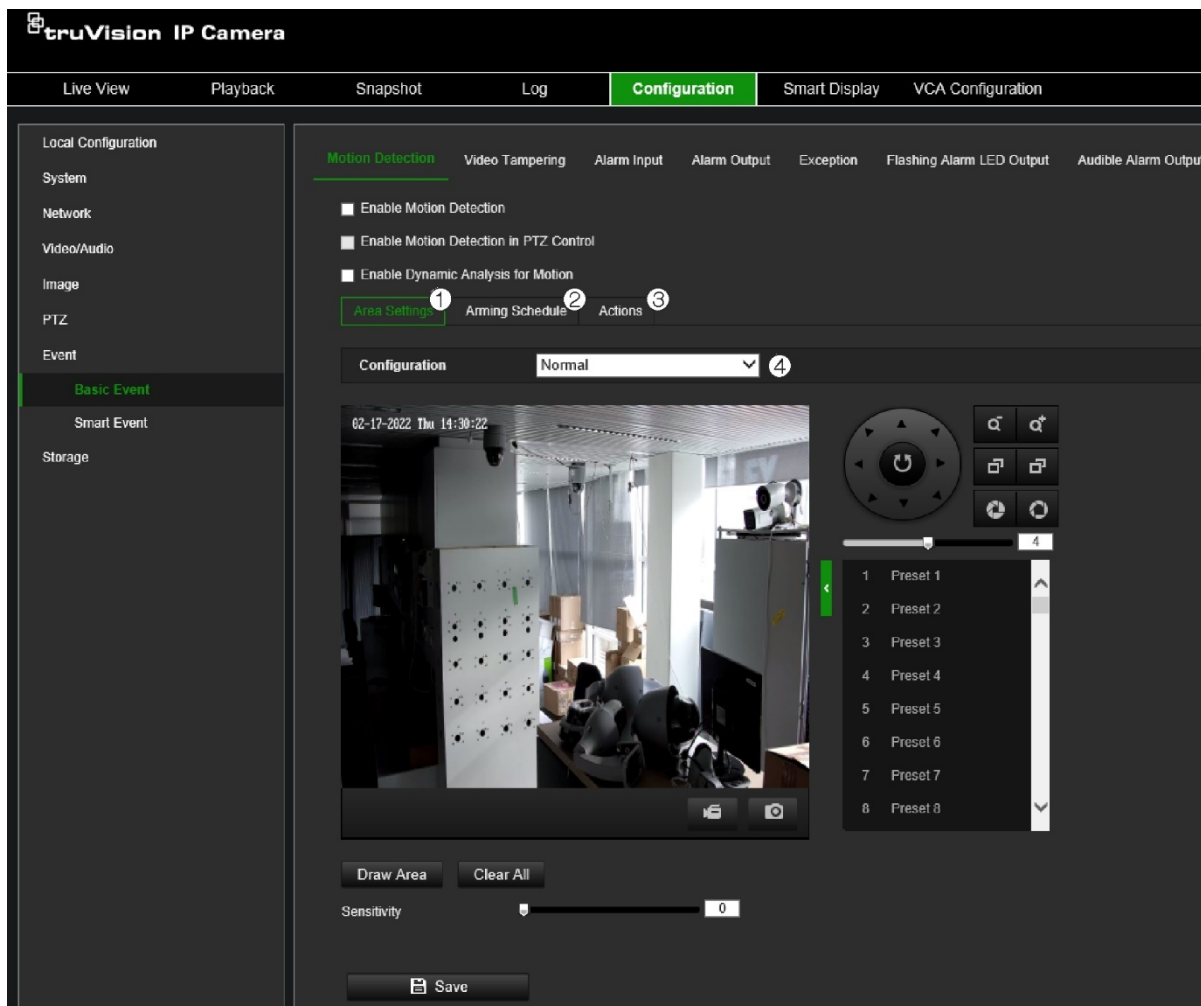 truVision IP Camera
Live View Playback Snapshot Log Configuration Smart Display VCA Configuration
Local Configuration
System
Network
Video/Audio
Image
PTZ
Event
Basic Event
Smart Event
Storage
Motion Detection Video Tampering Alarm Input Alarm Output Exception Flashing Alarm LED Output Audible Alarm Outpu
Enable Motion Detection
Enable Motion Detection in PTZ Control
Enable Dynamic Analysis for Motion
Area Settings 1 Arming Schedule 2 Actions 3
Configuration Normal 4
02-17-2022 Thu 14:30:22
4
1 Preset 1
2 Preset 2
3 Preset 3
4 Preset 4
5 Preset 5
6 Preset 6
7 Preset 7
8 Preset 8
Draw Area Clear All
Sensitivity 0
Save